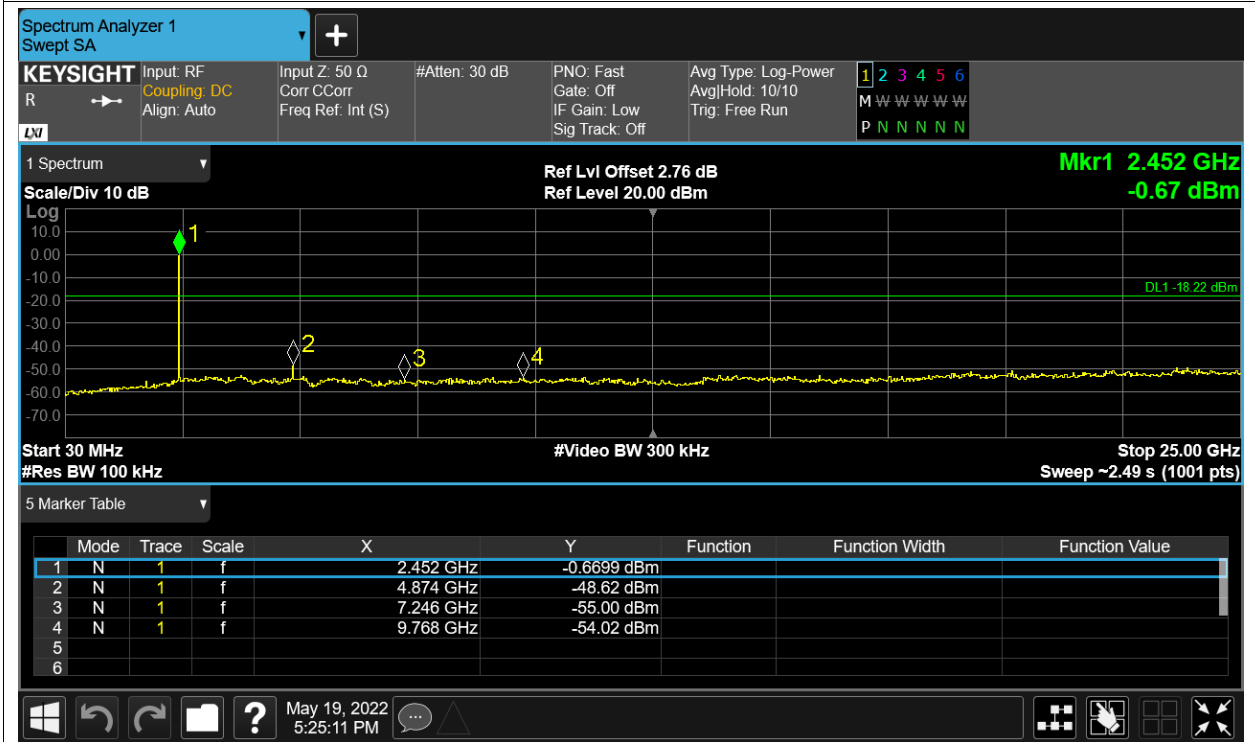 Spectrum Analyzer 1
Swept SA
KEYSIGHT
R
LXI
Input: RF
Coupling: DC
Align: Auto
Input Z: 50 Ω
Corr CCorr
Freq Ref: Int (S)
#Atten: 30 dB
PNO: Fast
Gate: Off
IF Gain: Low
Sig Track: Off
Avg Type: Log-Power
Avg|Hold: 10/10
Trig: Free Run
1 2 3 4 5 6
M W W W W W
P N N N N N
1 Spectrum
Scale/Div 10 dB
Ref Lvl Offset 2.76 dB
Ref Level 20.00 dBm
Mkr1 2.452 GHz
-0.67 dBm
Log
10.0
0.00
-10.0
-20.0
-30.0
-40.0
-50.0
-60.0
-70.0
1
2
3
4
DL1 -18.22 dBm
Start 30 MHz
#Res BW 100 kHz
#Video BW 300 kHz
Stop 25.00 GHz
Sweep ~2.49 s (1001 pts)
5 Marker Table
Mode Trace Scale X Y Function Function Width Function Value
1 N 1 f 2.452 GHz -0.6699 dBm
2 N 1 f 4.874 GHz -48.62 dBm
3 N 1 f 7.246 GHz -55.00 dBm
4 N 1 f 9.768 GHz -54.02 dBm
5
6
?
May 19, 2022
5:25:11 PM